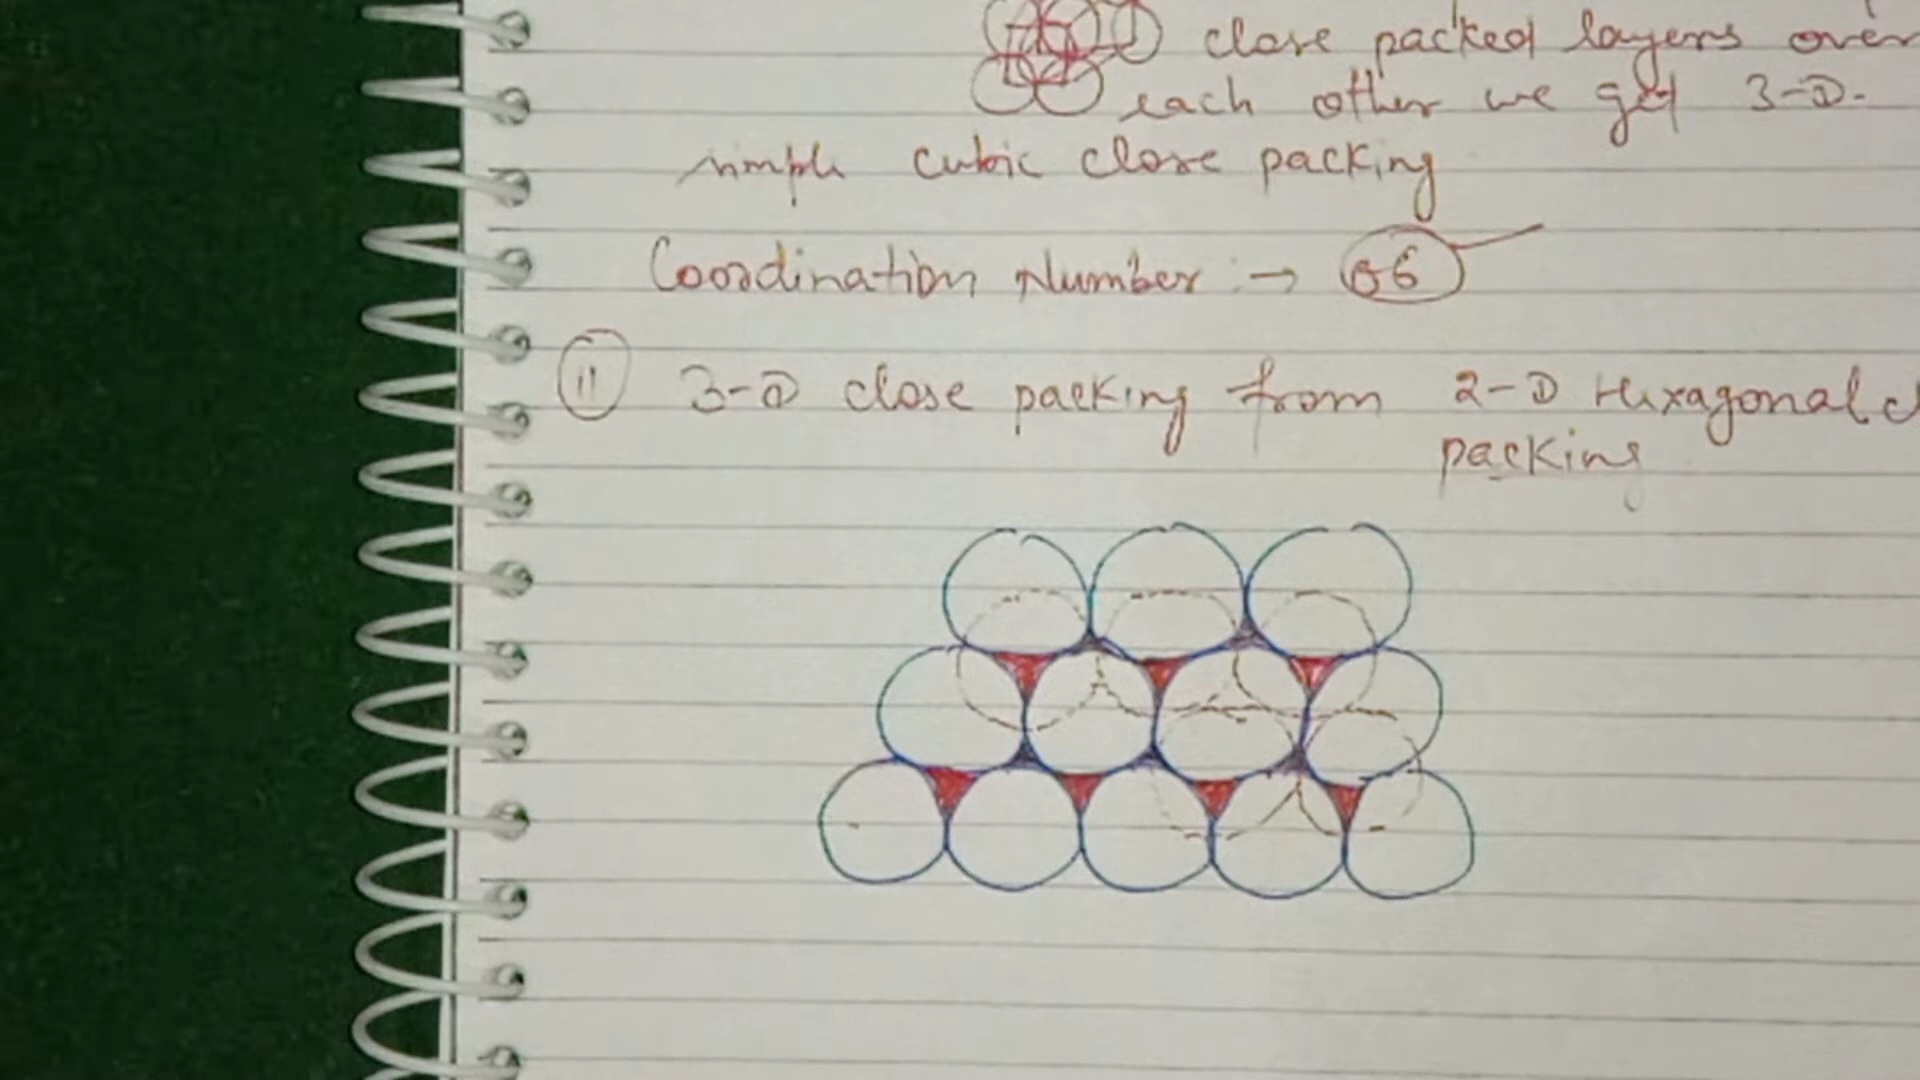 close packed layers over
each other we get 3-D.
simple cubic close packing
Coordination Number :→ 6
(ii) 3-D close packing from 2-D Hexagonal
packing